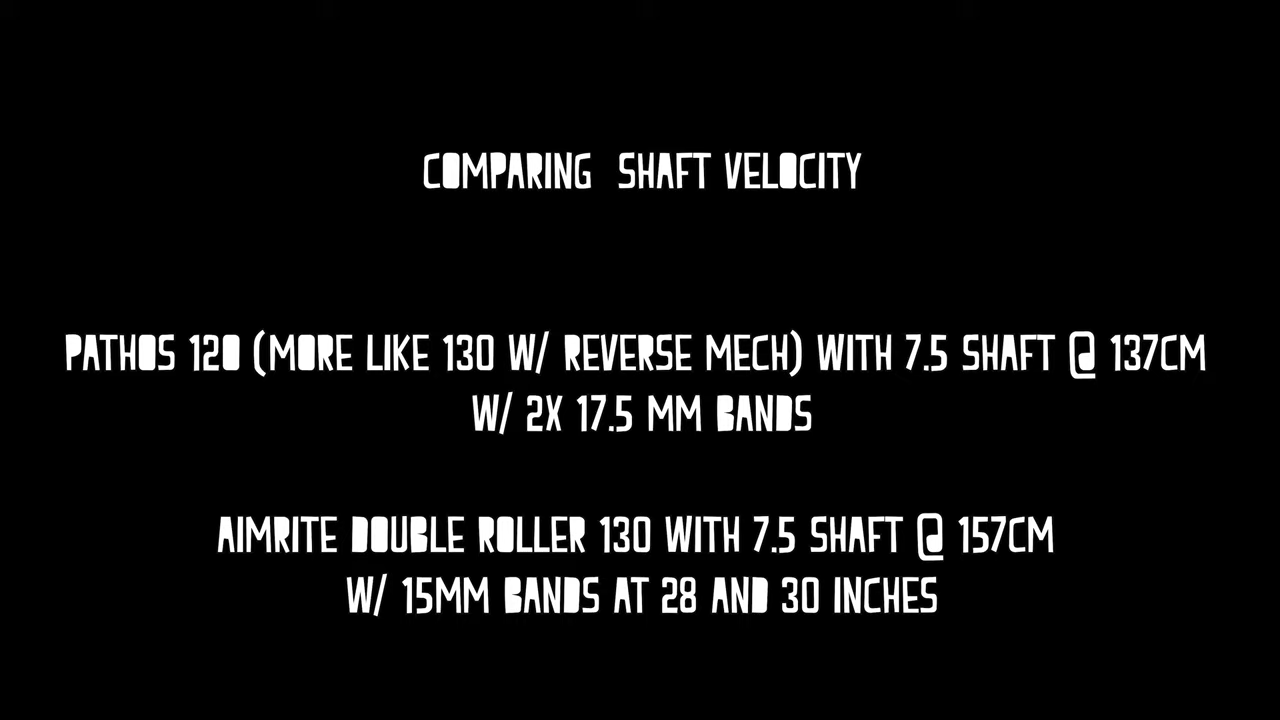 COMPARING SHAFT VELOCITY
PATHOS 120 (MORE LIKE 130 W/ REVERSE MECH) WITH 7.5 SHAFT @ 137CM
W/ 2X 17.5 MM BANDS
AIMRITE DOUBLE ROLLER 130 WITH 7.5 SHAFT @ 157CM
W/ 15MM BANDS AT 28 AND 30 INCHES